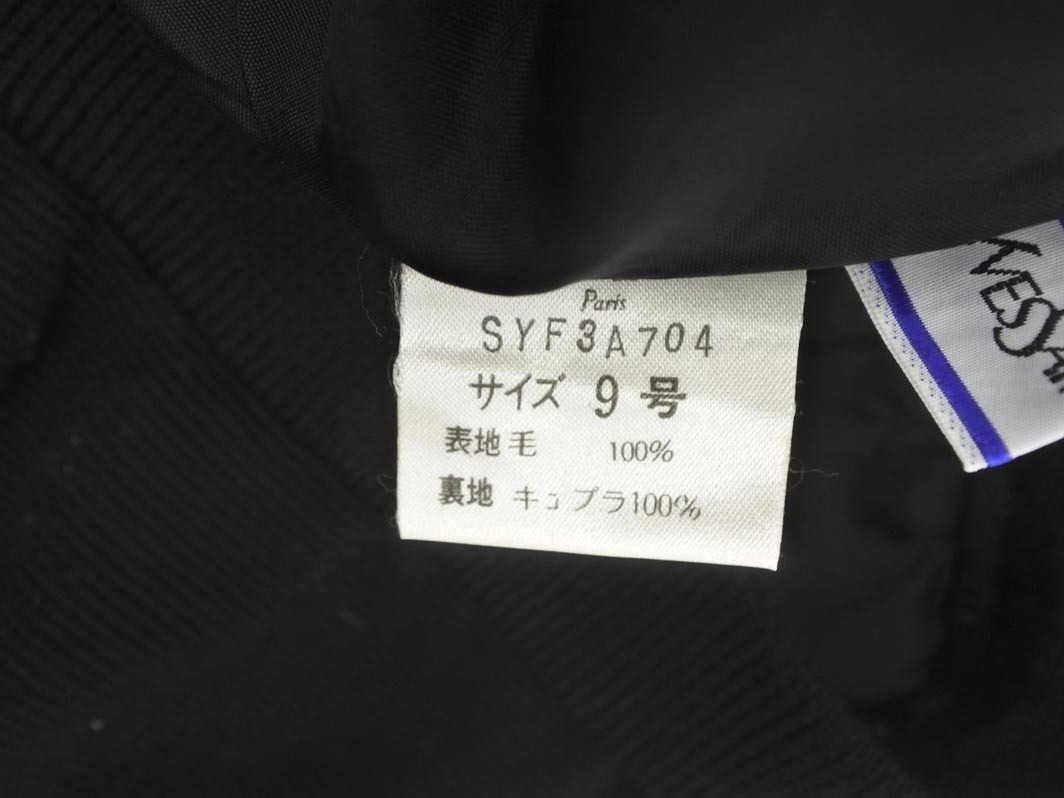 Paris
SYF3A704
サイズ 9 号
表地 毛 100%
裏地 キュプラ100%
YVES